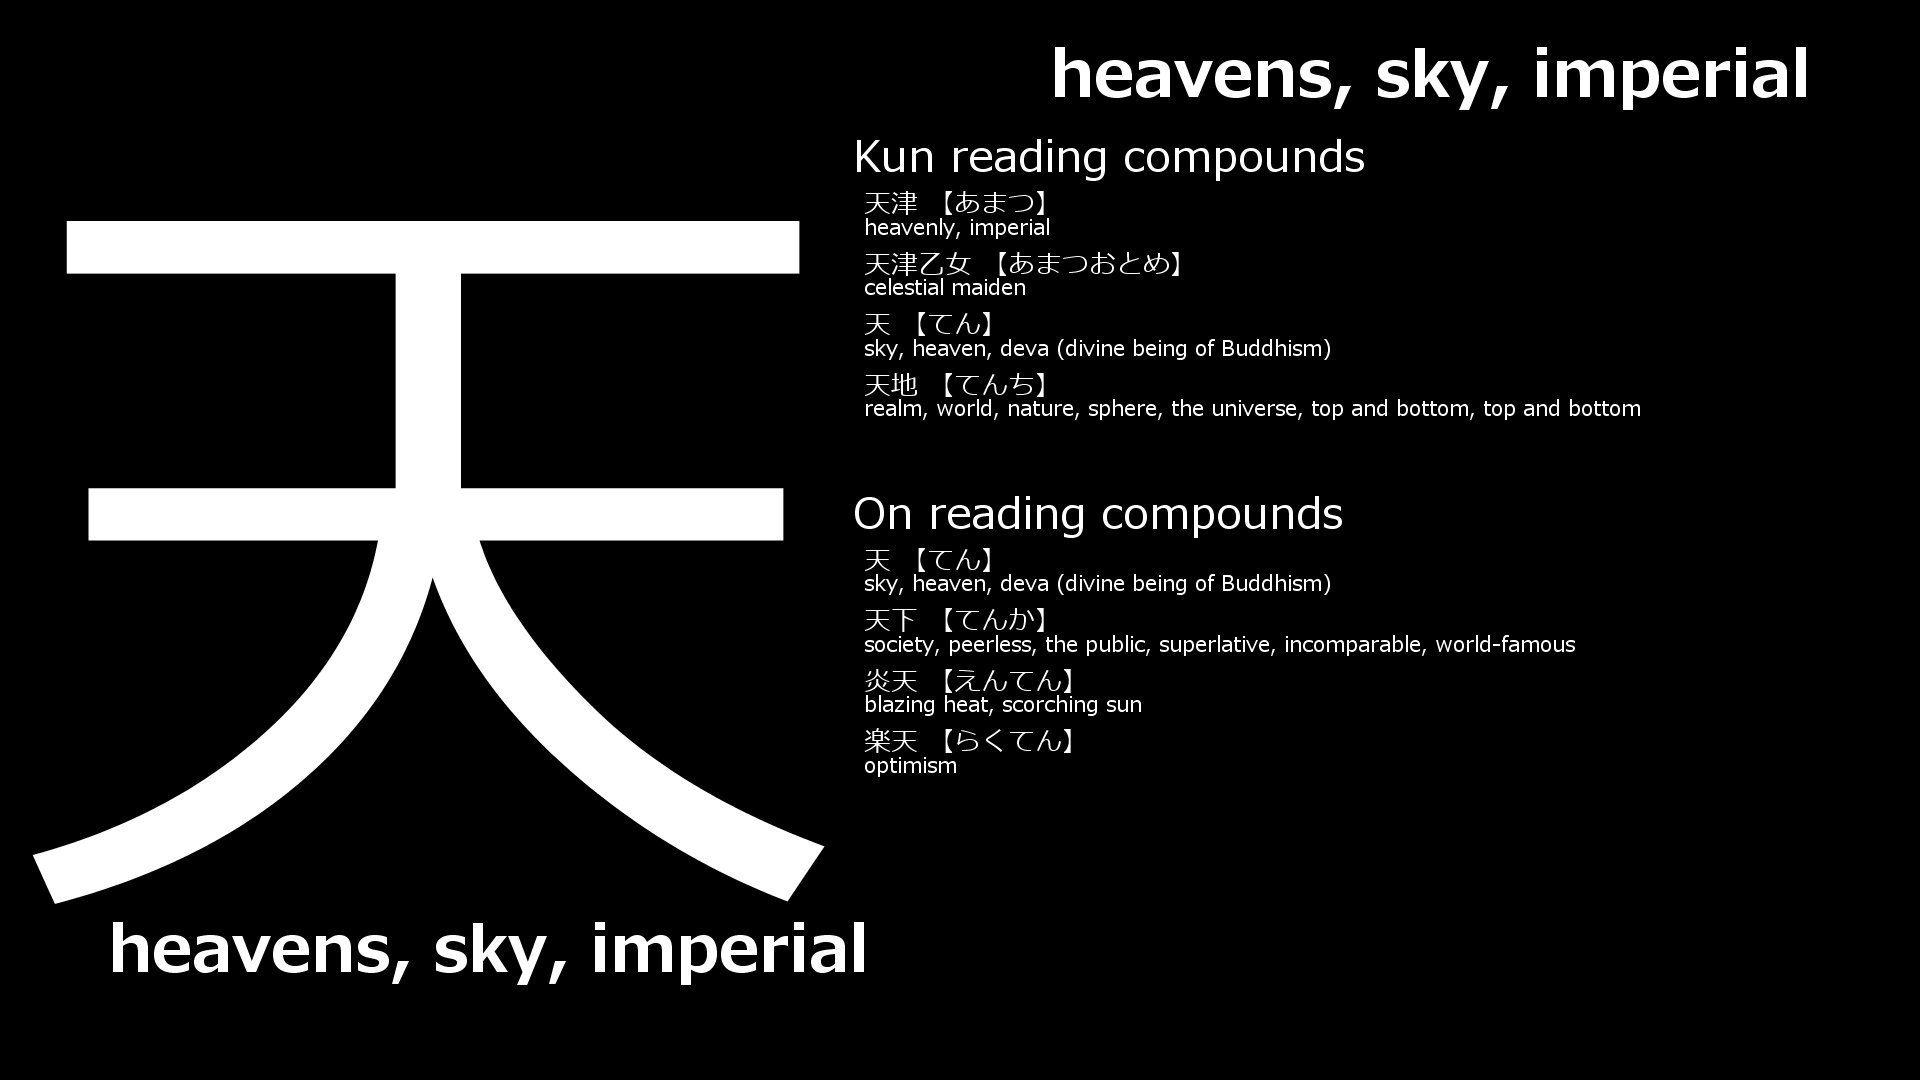 heavens, sky, imperial
天
heavens, sky, imperial
Kun reading compounds
天津 【あまつ】
heavenly, imperial
天津乙女 【あまつおとめ】
celestial maiden
天 【てん】
sky, heaven, deva (divine being of Buddhism)
天地 【てんち】
realm, world, nature, sphere, the universe, top and bottom, top and bottom
On reading compounds
天 【てん】
sky, heaven, deva (divine being of Buddhism)
天下 【てんか】
society, peerless, the public, superlative, incomparable, world-famous
炎天 【えんてん】
blazing heat, scorching sun
楽天 【らくてん】
optimism